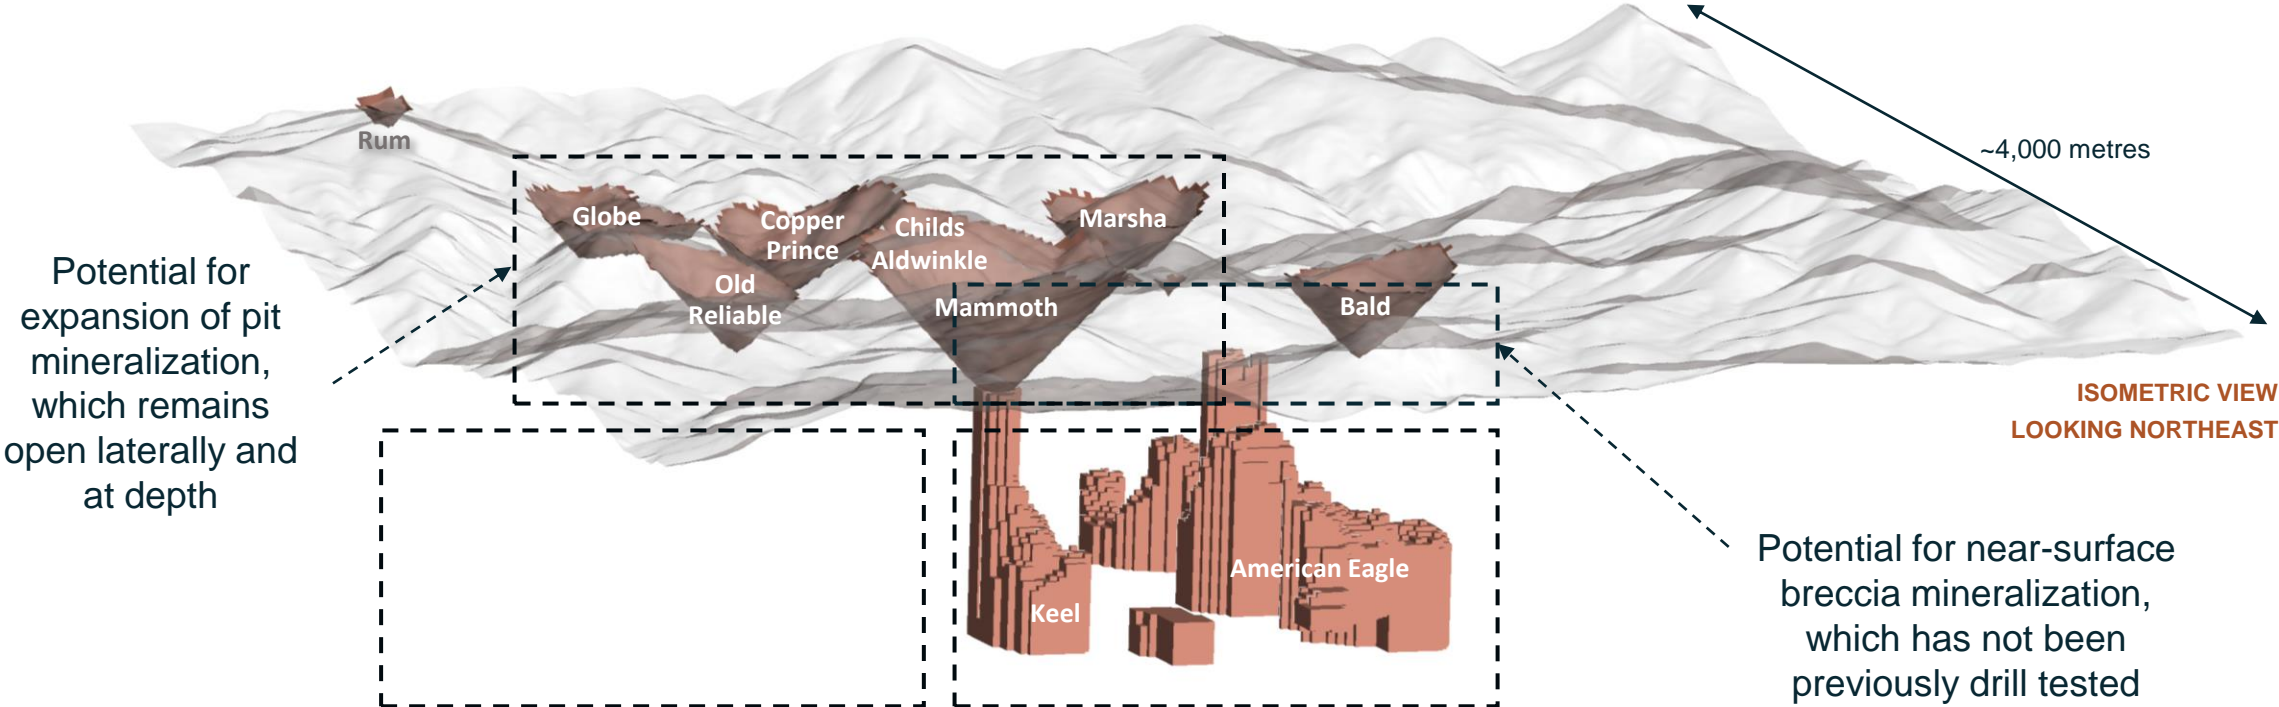 ~4,000 metres
Rum
Globe
Copper
Prince
Childs
Aldwinkle
Marsha
Old
Reliable
Mammoth
Bald
Potential for
expansion of pit
mineralization,
which remains
open laterally and
at depth
ISOMETRIC VIEW
LOOKING NORTHEAST
American Eagle
Keel
Potential for near-surface
breccia mineralization,
which has not been
previously drill tested